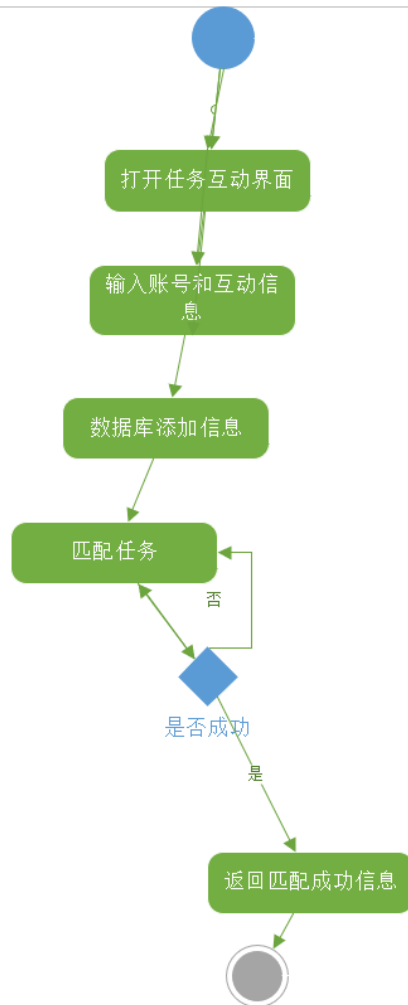 打开任务互动界面
输入账号和互动信
息
数据库添加信息
匹配任务
否
是否成功
是
返回匹配成功信息